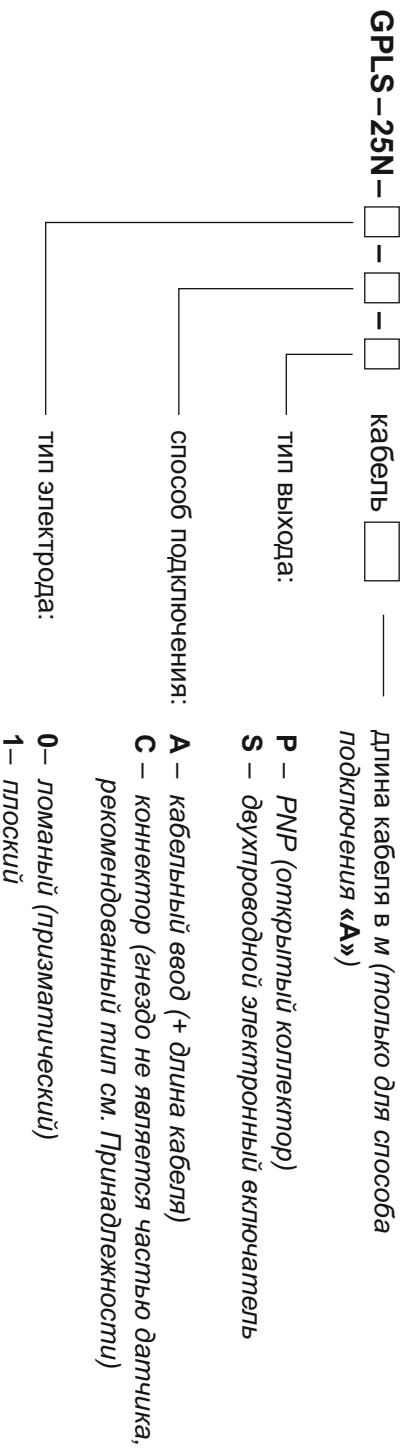 GPLS–25N–□–□–□ кабель □
длина кабеля в м (только для способа
подключения «А»)
тип выхода:
P – PNP (открытый коллектор)
S – двухпроводной электронный включатель
способ подключения:
A – кабельный ввод (+ длина кабеля)
C – коннектор (гнездо не является частью датчика,
рекомендованный тип см. Принадлежности)
тип электрода:
0– ломаный (призматический)
1– плоский